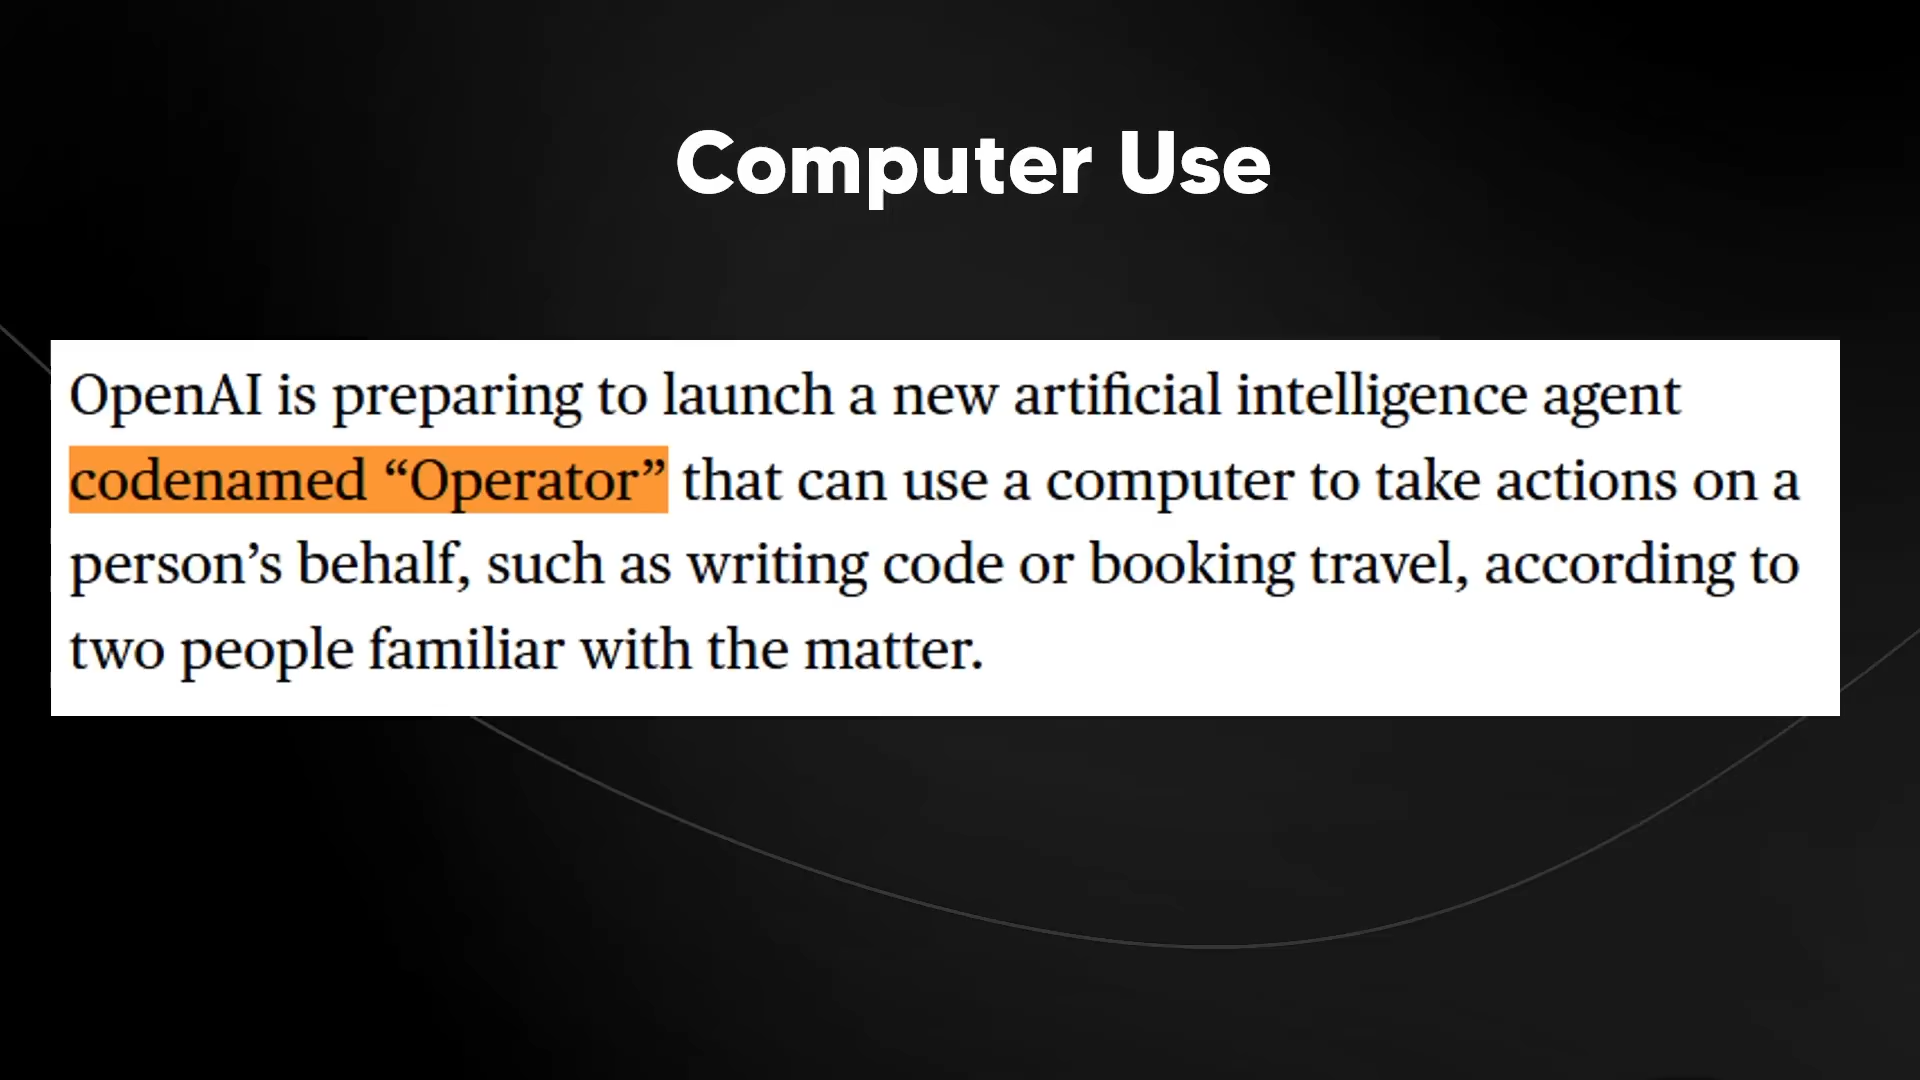 Computer Use
OpenAI is preparing to launch a new artificial intelligence agent
codenamed “Operator” that can use a computer to take actions on a
person’s behalf, such as writing code or booking travel, according to
two people familiar with the matter.